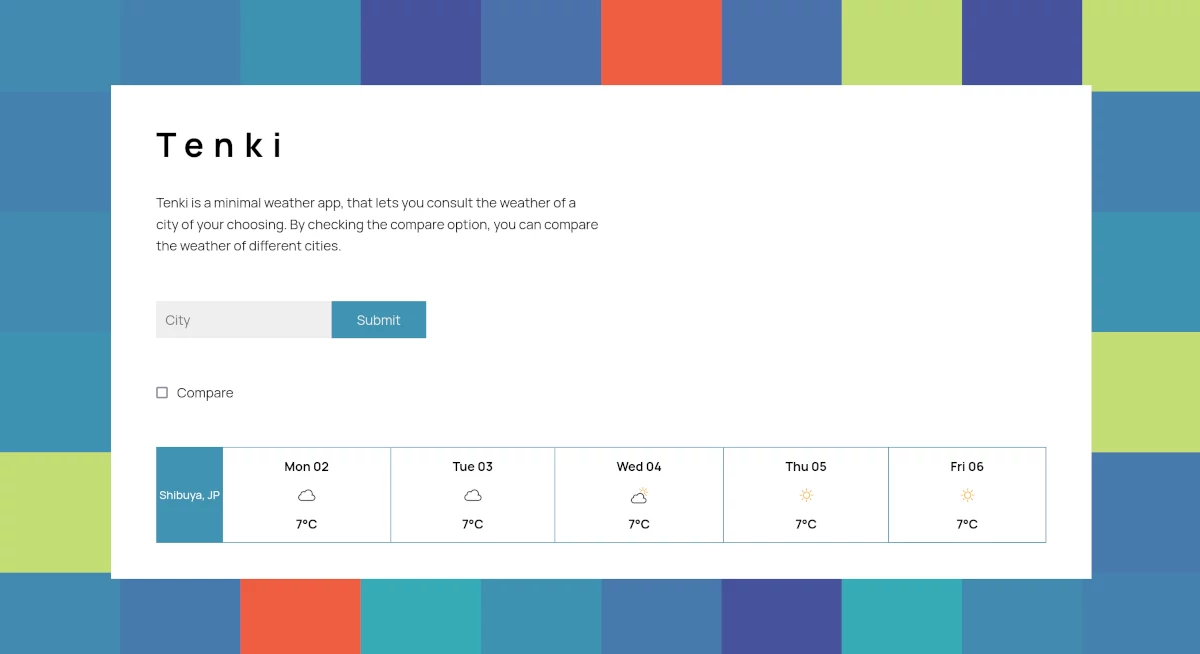 Tenki
Tenki is a minimal weather app, that lets you consult the weather of a
city of your choosing. By checking the compare option, you can compare
the weather of different cities.
City
Submit
Compare
Shibuya, JP
Mon 02
7°C
Tue 03
7°C
Wed 04
7°C
Thu 05
7°C
Fri 06
7°C